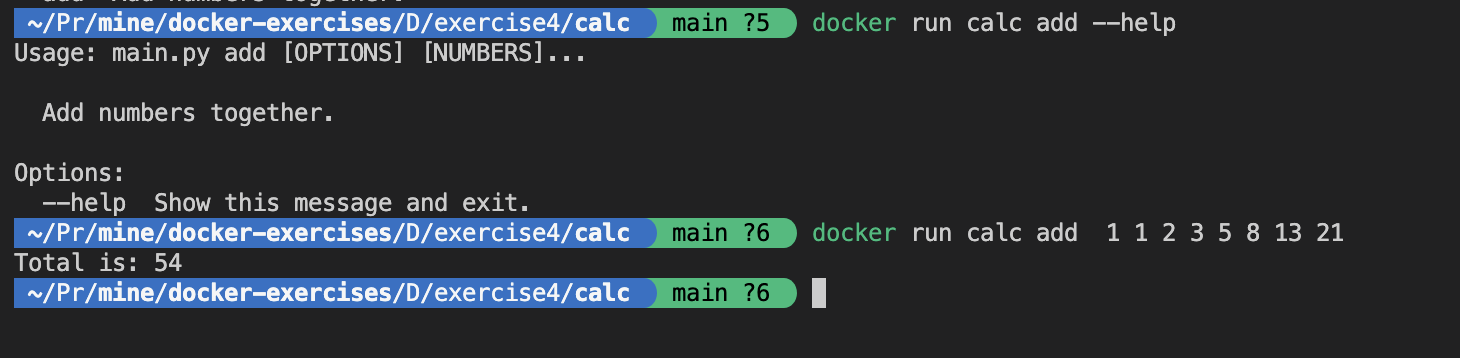 ~/Pr/mine/docker-exercises/D/exercise4/calc main ?5 docker run calc add --help
Usage: main.py add [OPTIONS] [NUMBERS]...
Add numbers together.
Options:
--help  Show this message and exit.
~/Pr/mine/docker-exercises/D/exercise4/calc main ?6 docker run calc add  1 1 2 3 5 8 13 21
Total is: 54
~/Pr/mine/docker-exercises/D/exercise4/calc main ?6